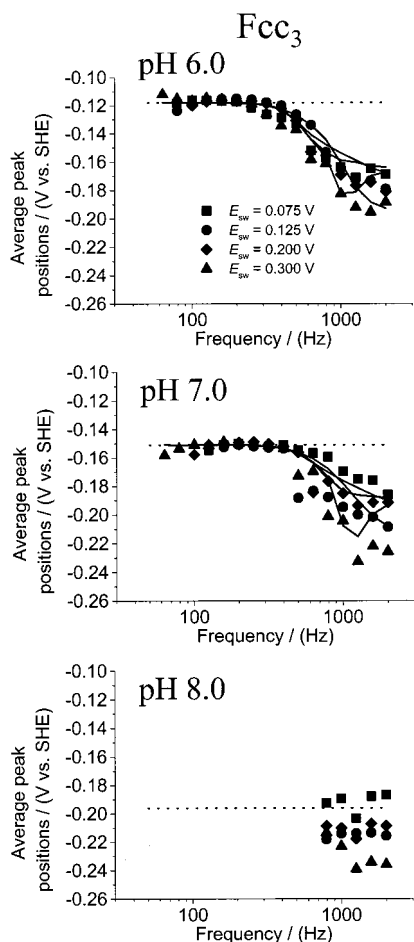 Fcc₃
pH 6.0
-0.10
-0.12
-0.14
-0.16
-0.18
-0.20
-0.22
-0.24
-0.26
Average peak
positions / (V vs. SHE)
■ E_sw = 0.075 V
● E_sw = 0.125 V
◆ E_sw = 0.200 V
▲ E_sw = 0.300 V
100 1000
Frequency / (Hz)
pH 7.0
-0.10
-0.12
-0.14
-0.16
-0.18
-0.20
-0.22
-0.24
-0.26
Average peak
positions / (V vs. SHE)
100 1000
Frequency / (Hz)
pH 8.0
-0.10
-0.12
-0.14
-0.16
-0.18
-0.20
-0.22
-0.24
-0.26
Average peak
positions / (V vs. SHE)
100 1000
Frequency / (Hz)